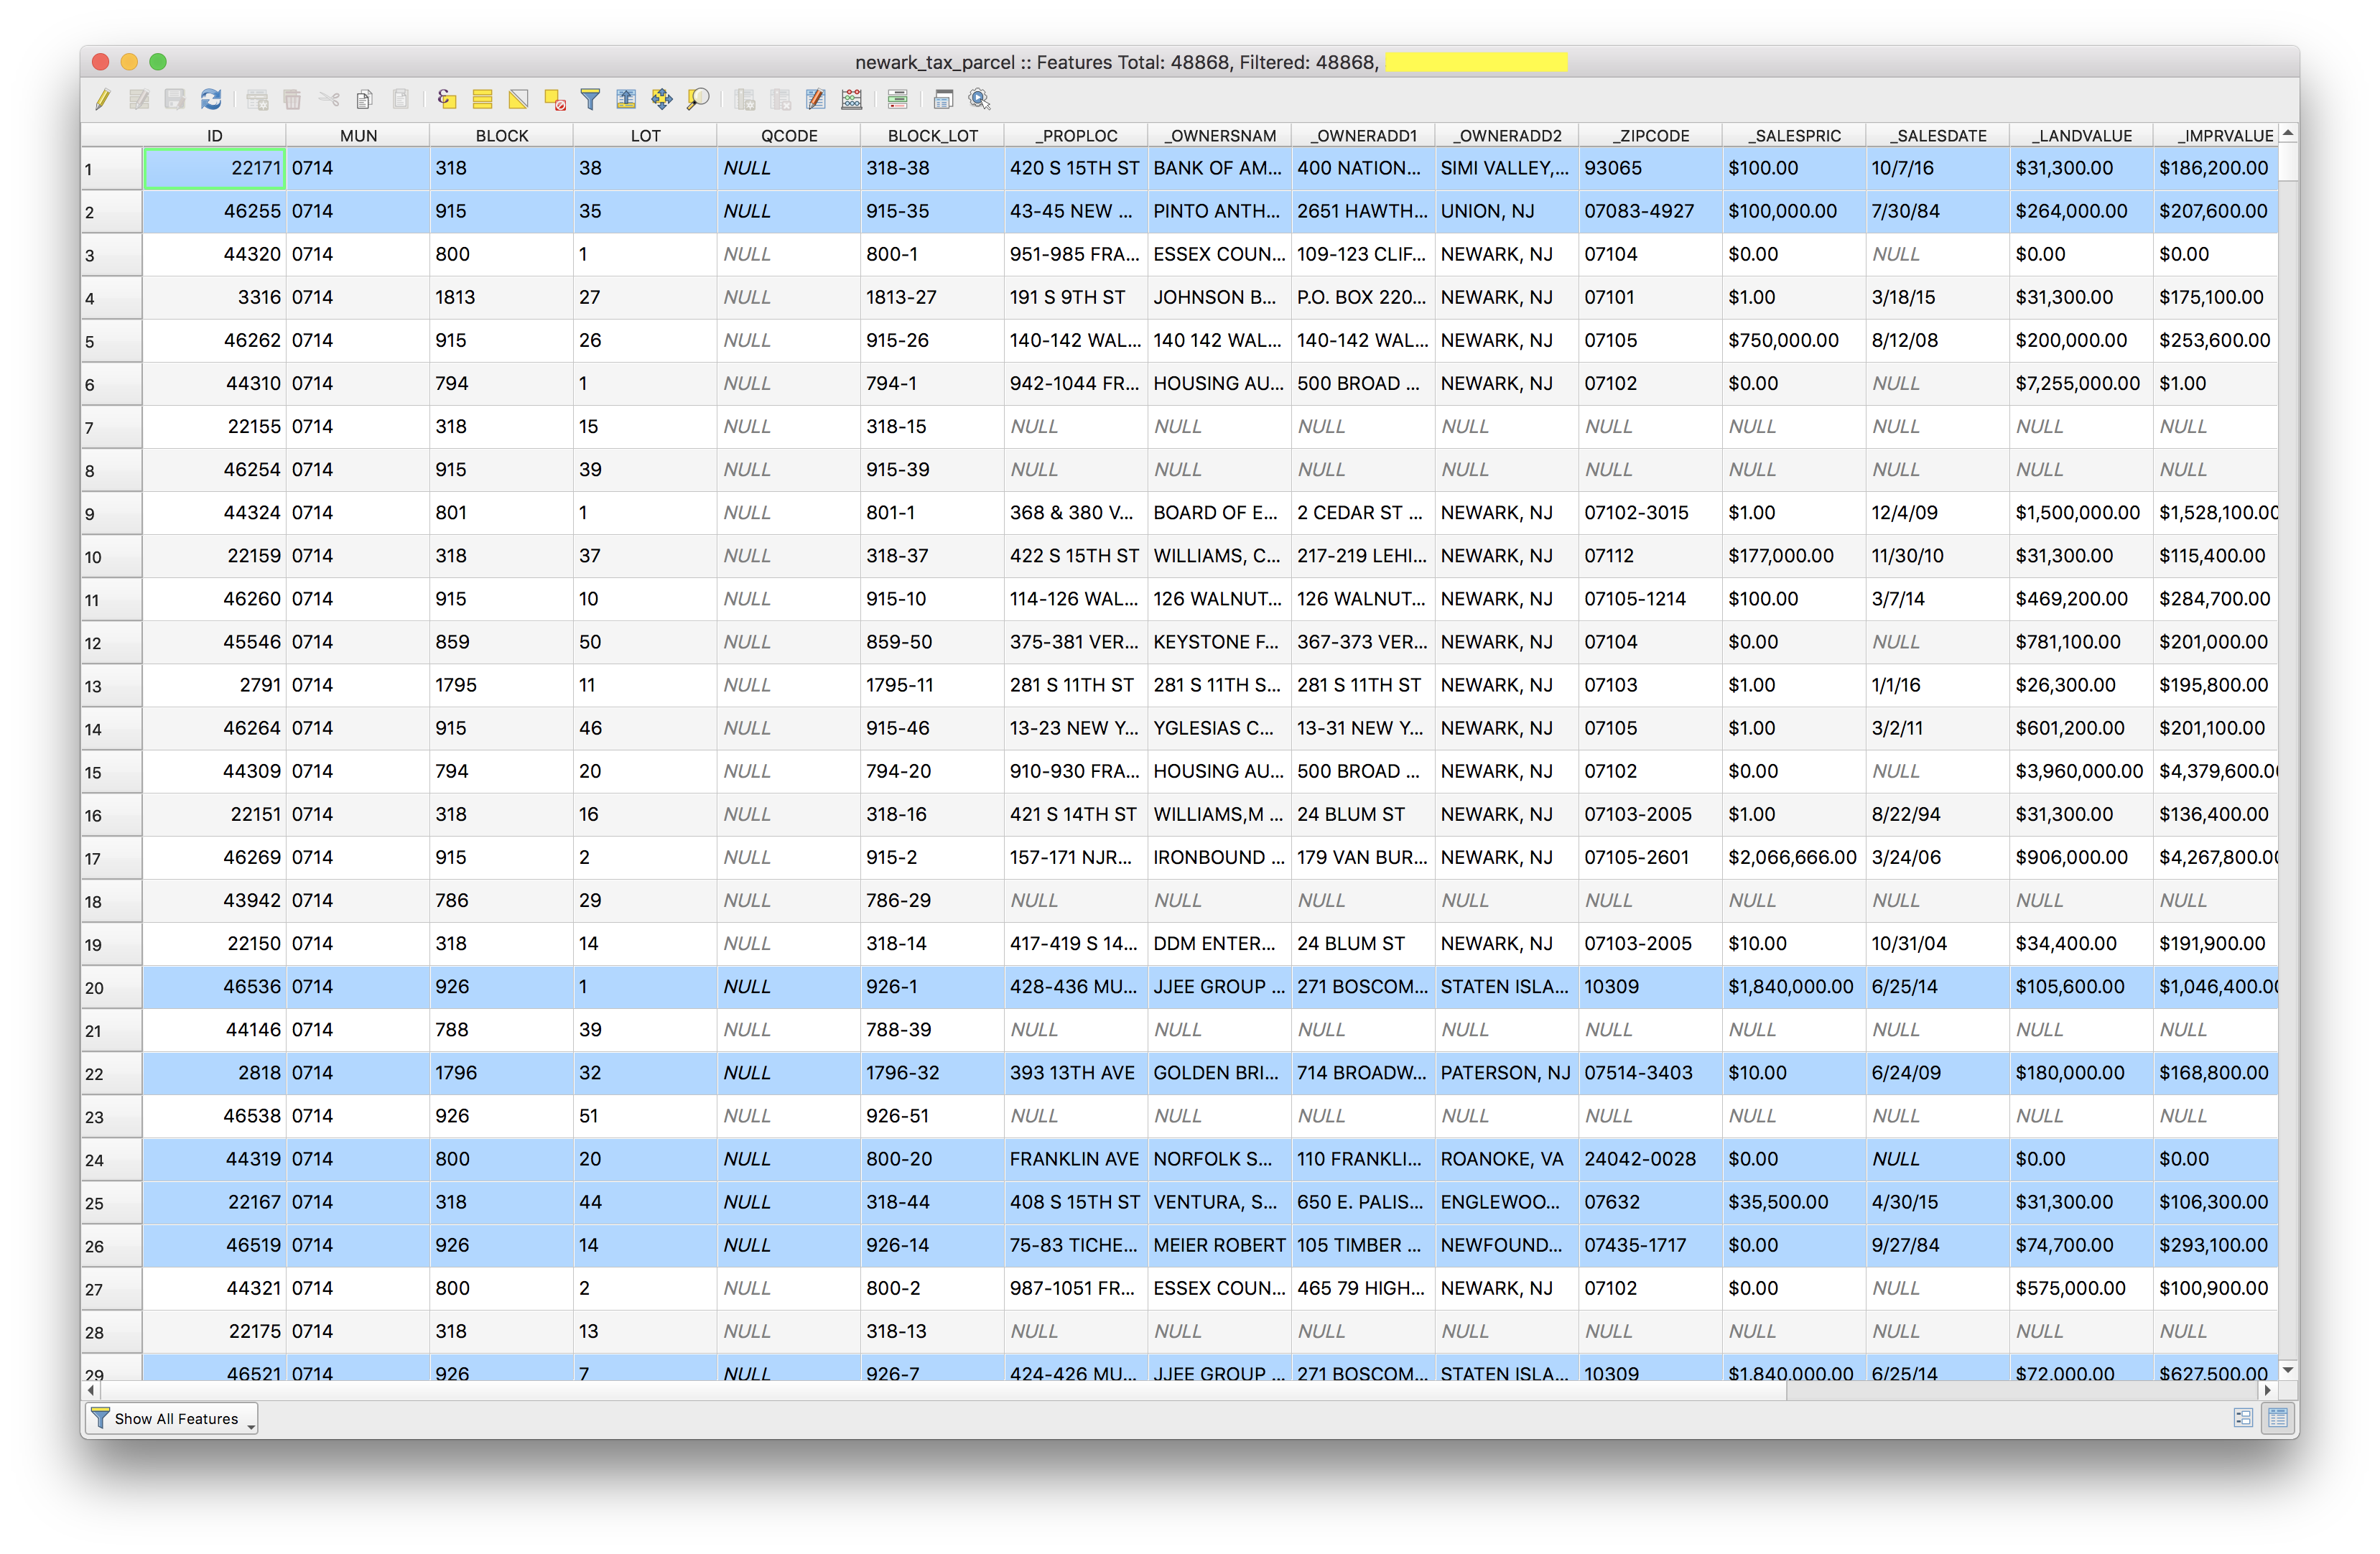 newark_tax_parcel :: Features Total: 48868, Filtered: 48868,
ID MUN BLOCK LOT QCODE BLOCK_LOT _PROPLOC _OWNERSNAM _OWNERADD1 _OWNERADD2 _ZIPCODE _SALESPRIC _SALESDATE _LANDVALUE _IMPRVALUE
1 22171 0714 318 38 NULL 318-38 420 S 15TH ST BANK OF AM... 400 NATION... SIMI VALLEY,... 93065 $100.00 10/7/16 $31,300.00 $186,200.00
2 46255 0714 915 35 NULL 915-35 43-45 NEW ... PINTO ANTH... 2651 HAWTH... UNION, NJ 07083-4927 $100,000.00 7/30/84 $264,000.00 $207,600.00
3 44320 0714 800 1 NULL 800-1 951-985 FRA... ESSEX COUN... 109-123 CLIF... NEWARK, NJ 07104 $0.00 NULL $0.00 $0.00
4 3316 0714 1813 27 NULL 1813-27 191 S 9TH ST JOHNSON B... P.O. BOX 220... NEWARK, NJ 07101 $1.00 3/18/15 $31,300.00 $175,100.00
5 46262 0714 915 26 NULL 915-26 140-142 WAL... 140 142 WAL... 140-142 WAL... NEWARK, NJ 07105 $750,000.00 8/12/08 $200,000.00 $253,600.00
6 44310 0714 794 1 NULL 794-1 942-1044 FR... HOUSING AU... 500 BROAD ... NEWARK, NJ 07102 $0.00 NULL $7,255,000.00 $1.00
7 22155 0714 318 15 NULL 318-15 NULL NULL NULL NULL NULL NULL NULL NULL NULL
8 46254 0714 915 39 NULL 915-39 NULL NULL NULL NULL NULL NULL NULL NULL NULL
9 44324 0714 801 1 NULL 801-1 368 & 380 V... BOARD OF E... 2 CEDAR ST ... NEWARK, NJ 07102-3015 $1.00 12/4/09 $1,500,000.00 $1,528,100.00
10 22159 0714 318 37 NULL 318-37 422 S 15TH ST WILLIAMS, C... 217-219 LEHI... NEWARK, NJ 07112 $177,000.00 11/30/10 $31,300.00 $115,400.00
11 46260 0714 915 10 NULL 915-10 114-126 WAL... 126 WALNUT... 126 WALNUT... NEWARK, NJ 07105-1214 $100.00 3/7/14 $469,200.00 $284,700.00
12 45546 0714 859 50 NULL 859-50 375-381 VER... KEYSTONE F... 367-373 VER... NEWARK, NJ 07104 $0.00 NULL $781,100.00 $201,000.00
13 2791 0714 1795 11 NULL 1795-11 281 S 11TH ST 281 S 11TH S... 281 S 11TH ST NEWARK, NJ 07103 $1.00 1/1/16 $26,300.00 $195,800.00
14 46264 0714 915 46 NULL 915-46 13-23 NEW Y... YGLESIAS C... 13-31 NEW Y... NEWARK, NJ 07105 $1.00 3/2/11 $601,200.00 $201,100.00
15 44309 0714 794 20 NULL 794-20 910-930 FRA... HOUSING AU... 500 BROAD ... NEWARK, NJ 07102 $0.00 NULL $3,960,000.00 $4,379,600.00
16 22151 0714 318 16 NULL 318-16 421 S 14TH ST WILLIAMS,M ... 24 BLUM ST NEWARK, NJ 07103-2005 $1.00 8/22/94 $31,300.00 $136,400.00
17 46269 0714 915 2 NULL 915-2 157-171 NJR... IRONBOUND ... 179 VAN BUR... NEWARK, NJ 07105-2601 $2,066,666.00 3/24/06 $906,000.00 $4,267,800.00
18 43942 0714 786 29 NULL 786-29 NULL NULL NULL NULL NULL NULL NULL NULL NULL
19 22150 0714 318 14 NULL 318-14 417-419 S 14... DDM ENTER... 24 BLUM ST NEWARK, NJ 07103-2005 $10.00 10/31/04 $34,400.00 $191,900.00
20 46536 0714 926 1 NULL 926-1 428-436 MU... JJEE GROUP ... 271 BOSCOM... STATEN ISLA... 10309 $1,840,000.00 6/25/14 $105,600.00 $1,046,400.00
21 44146 0714 788 39 NULL 788-39 NULL NULL NULL NULL NULL NULL NULL NULL NULL
22 2818 0714 1796 32 NULL 1796-32 393 13TH AVE GOLDEN BRI... 714 BROADW... PATERSON, NJ 07514-3403 $10.00 6/24/09 $180,000.00 $168,800.00
23 46538 0714 926 51 NULL 926-51 NULL NULL NULL NULL NULL NULL NULL NULL NULL
24 44319 0714 800 20 NULL 800-20 FRANKLIN AVE NORFOLK S... 110 FRANKLI... ROANOKE, VA 24042-0028 $0.00 NULL $0.00 $0.00
25 22167 0714 318 44 NULL 318-44 408 S 15TH ST VENTURA, S... 650 E. PALIS... ENGLEWOO... 07632 $35,500.00 4/30/15 $31,300.00 $106,300.00
26 46519 0714 926 14 NULL 926-14 75-83 TICHE... MEIER ROBERT 105 TIMBER ... NEWFOUND... 07435-1717 $0.00 9/27/84 $74,700.00 $293,100.00
27 44321 0714 800 2 NULL 800-2 987-1051 FR... ESSEX COUN... 465 79 HIGH... NEWARK, NJ 07102 $0.00 NULL $575,000.00 $100,900.00
28 22175 0714 318 13 NULL 318-13 NULL NULL NULL NULL NULL NULL NULL NULL NULL
29 46521 0714 926 7 NULL 926-7 424-426 MU... JJEE GROUP ... 271 BOSCOM... STATEN ISLA... 10309 $1,840,000.00 6/25/14 $72,000.00 $627,500.00
Show All Features